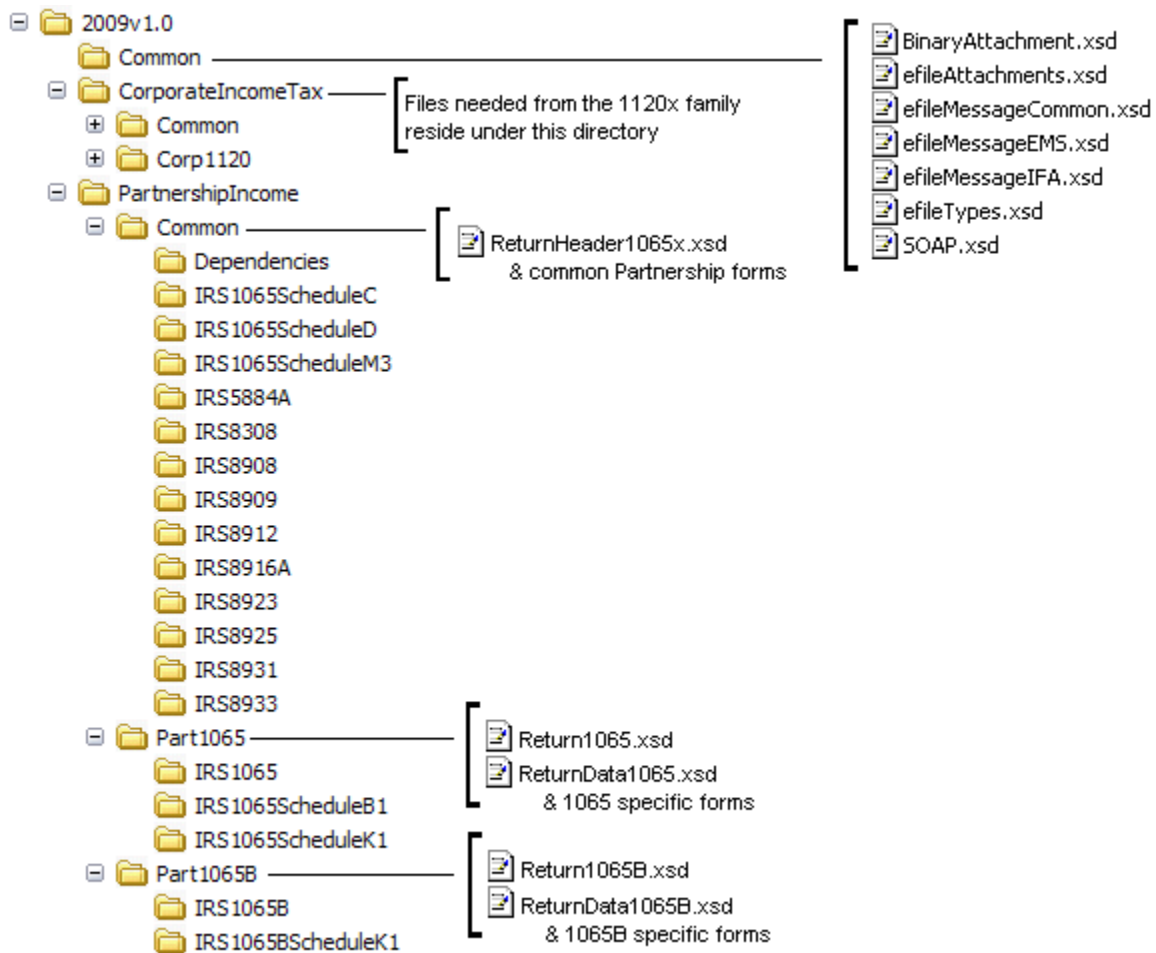 2009v1.0
Common
BinaryAttachment.xsd
efileAttachments.xsd
efileMessageCommon.xsd
efileMessageEMS.xsd
efileMessageIFA.xsd
efileTypes.xsd
SOAP.xsd
CorporateIncomeTax
Files needed from the 1120x family
reside under this directory
Common
Corp1120
PartnershipIncome
Common
ReturnHeader1065x.xsd
& common Partnership forms
Dependencies
IRS1065ScheduleC
IRS1065ScheduleD
IRS1065ScheduleM3
IRS5884A
IRS8308
IRS8908
IRS8909
IRS8912
IRS8916A
IRS8923
IRS8925
IRS8931
IRS8933
Part1065
Return1065.xsd
ReturnData1065.xsd
& 1065 specific forms
IRS1065
IRS1065ScheduleB1
IRS1065ScheduleK1
Part1065B
Return1065B.xsd
ReturnData1065B.xsd
& 1065B specific forms
IRS1065B
IRS1065BScheduleK1